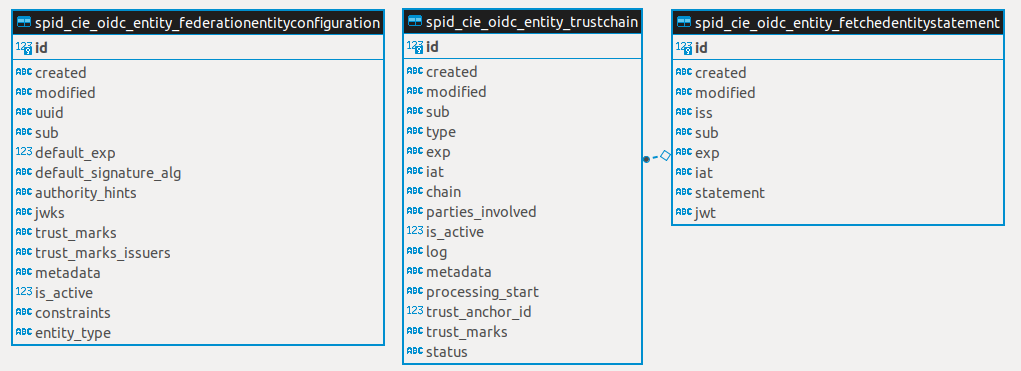 spid_cie_oidc_entity_federationentityconfiguration
123 id
ABC created
ABC modified
ABC uuid
ABC sub
123 default_exp
ABC default_signature_alg
ABC authority_hints
ABC jwks
ABC trust_marks
ABC trust_marks_issuers
ABC metadata
123 is_active
ABC constraints
ABC entity_type
spid_cie_oidc_entity_trustchain
123 id
ABC created
ABC modified
ABC sub
ABC type
ABC exp
ABC iat
ABC chain
ABC parties_involved
123 is_active
ABC log
ABC metadata
ABC processing_start
123 trust_anchor_id
ABC trust_marks
ABC status
spid_cie_oidc_entity_fetchedentitystatement
123 id
ABC created
ABC modified
ABC iss
ABC sub
ABC exp
ABC iat
ABC statement
ABC jwt